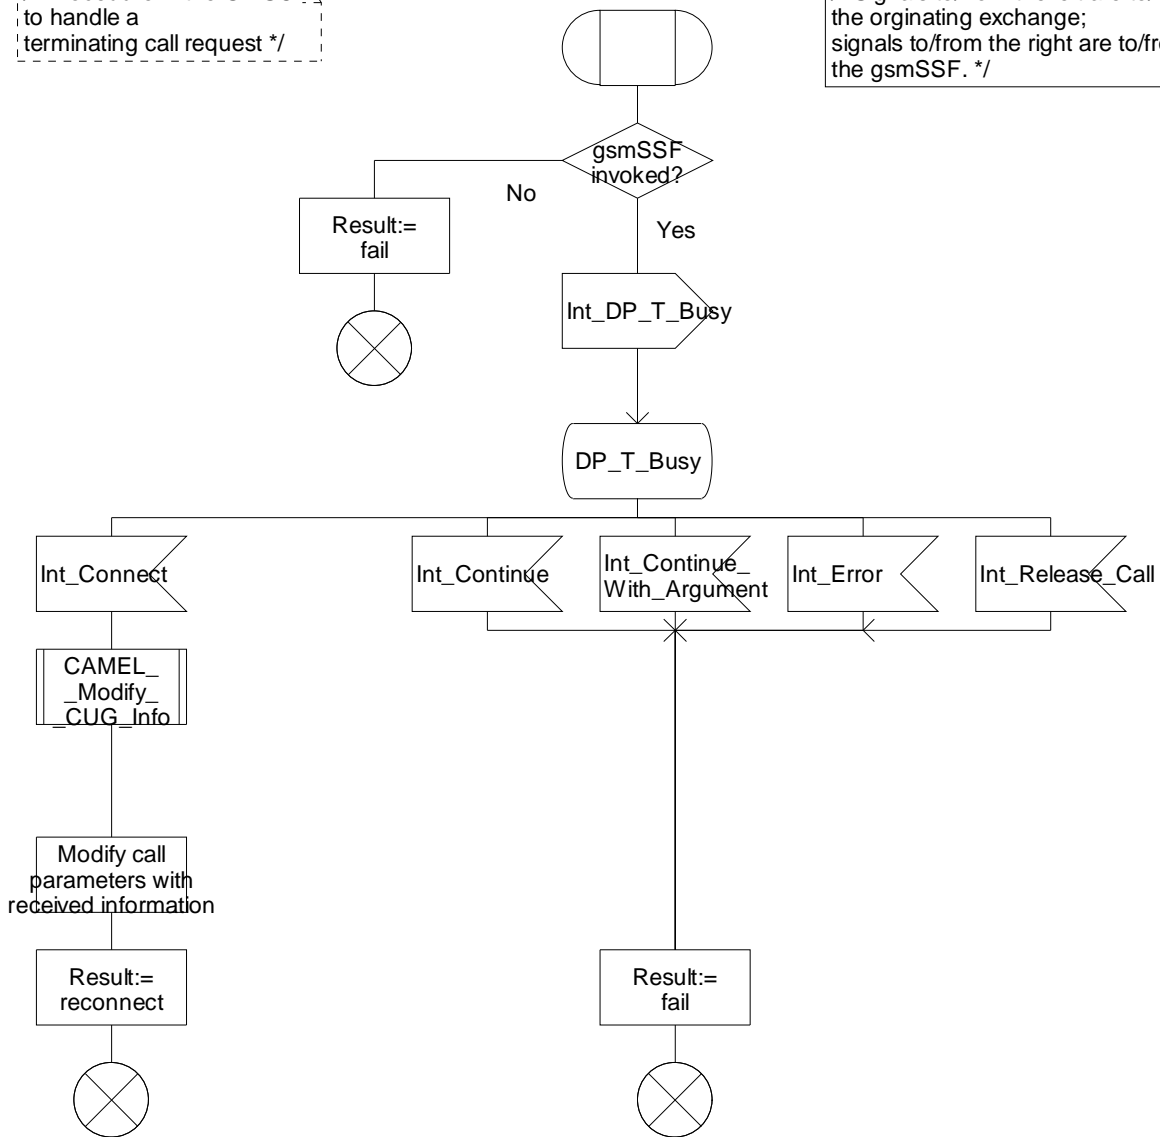 to handle a
terminating call request */
the orginating exchange;
signals to/from the right are to/fr
the gsmSSF. */
gsmSSF
invoked?
No
Yes
Result:=
fail
Int_DP_T_Busy
DP_T_Busy
Int_Connect
Int_Continue
Int_Continue_
With_Argument
Int_Error
Int_Release_Call
CAMEL_
_Modify_
_CUG_Info
Modify call
parameters with
received information
Result:=
reconnect
Result:=
fail